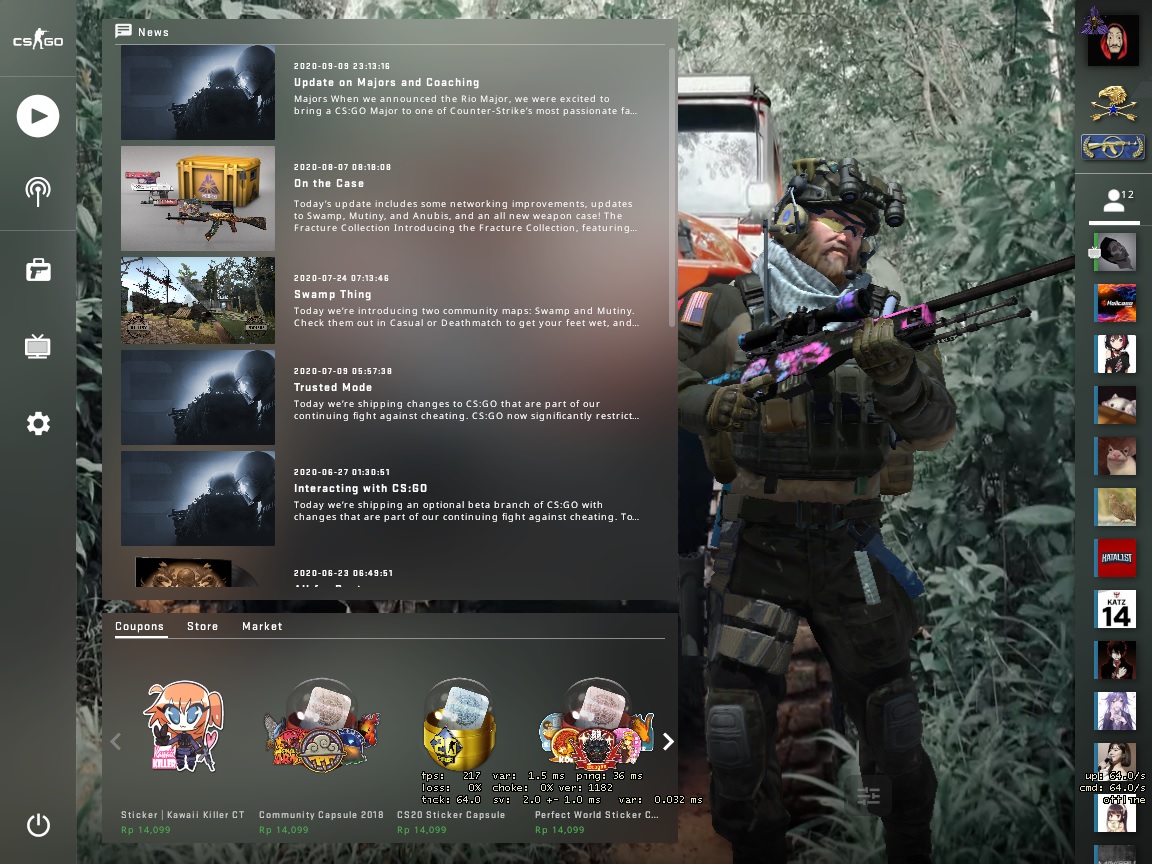 CS GO
News
2020-09-09 23:13:16
Update on Majors and Coaching
Majors When we announced the Rio Major, we were excited to
bring a CS:GO Major to one of Counter-Strike's most passionate fa...
2020-08-07 08:18:08
On the Case
Today's update includes some networking improvements, updates
to Swamp, Mutiny, and Anubis, and an all new weapon case! The
Fracture Collection Introducing the Fracture Collection, featuring...
2020-07-24 07:13:46
Swamp Thing
Today we're introducing two community maps: Swamp and Mutiny.
Check them out in Casual or Deathmatch to get your feet wet, and...
2020-07-09 05:57:38
Trusted Mode
Today we're shipping changes to CS:GO that are part of our
continuing fight against cheating. CS:GO now significantly restrict...
2020-06-27 01:30:51
Interacting with CS:GO
Today we're shipping an optional beta branch of CS:GO with
changes that are part of our continuing fight against cheating. To...
2020-06-23 06:49:51
Coupons Store Market
Sticker | Kawaii Killer CT
Rp 14,099
Community Capsule 2018
Rp 14,099
CS20 Sticker Capsule
Rp 14,099
Perfect World Sticker C...
Rp 14,099
fps: 217 var: 1.5 ms ping: 36 ms
loss: 0% choke: 0% ver: 1182
tick: 64.0 sv: 2.0 +- 1.0 ms var: 0.032 ms
12
Hellcase
HATAL1ST
KATZ
14
up: 64.0/s
cmd: 64.0/s
offline